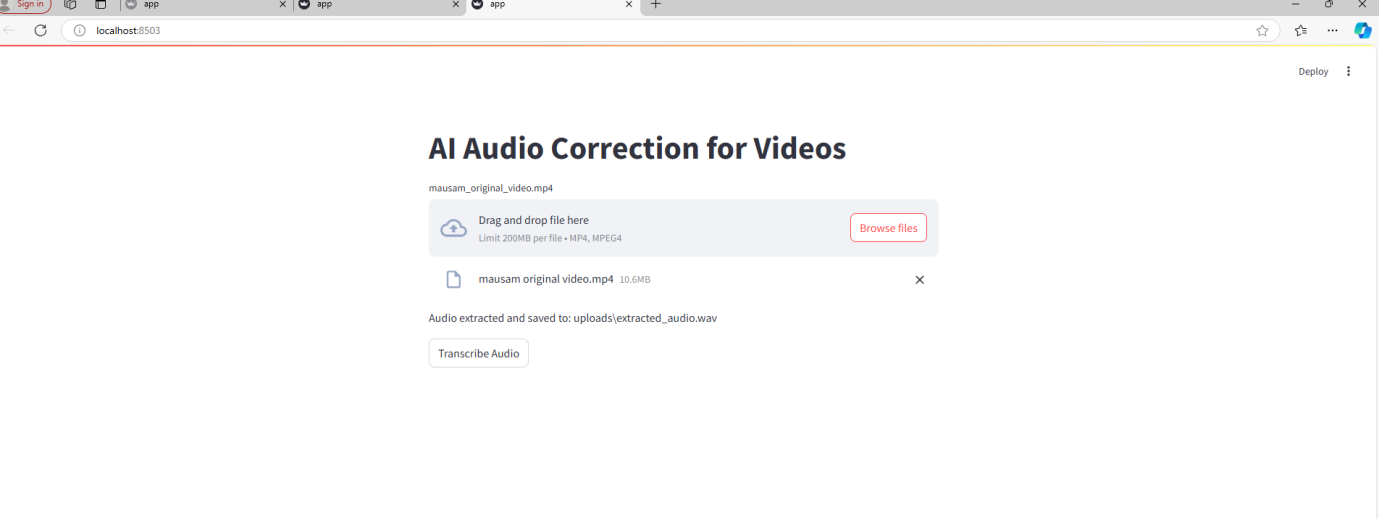 Sign in
app
app
app
localhost:8503
Deploy
AI Audio Correction for Videos
mausam_original_video.mp4
Drag and drop file here
Limit 200MB per file • MP4, MPEG4
Browse files
mausam original video.mp4 10.6MB
Audio extracted and saved to: uploads\extracted_audio.wav
Transcribe Audio